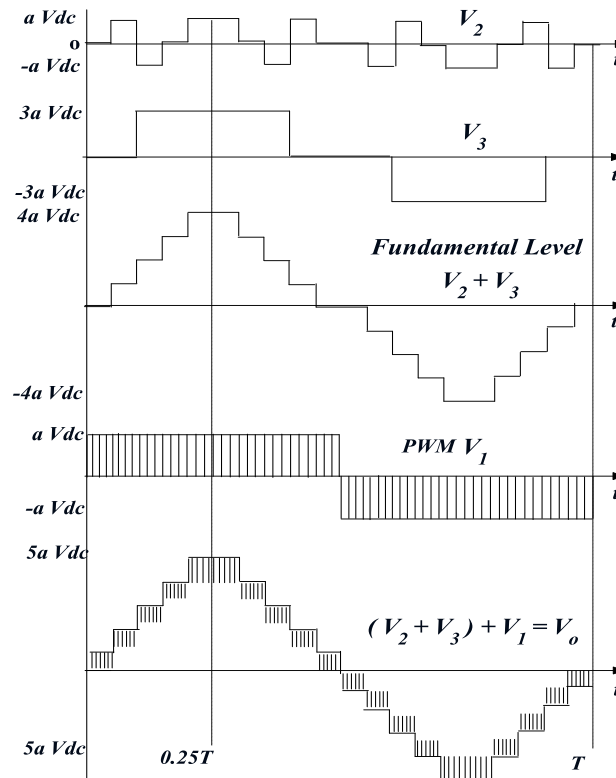 a Vdc
o
-a Vdc
V2
t
3a Vdc
V3
t
-3a Vdc
4a Vdc
Fundamental Level
V2 + V3
t
-4a Vdc
a Vdc
PWM V1
t
-a Vdc
5a Vdc
( V2 + V3 ) + V1 = Vo
t
5a Vdc
0.25T
T